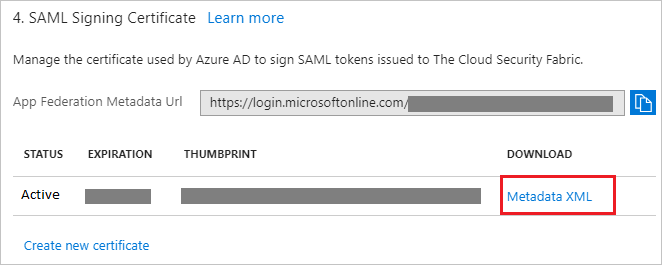 4. SAML Signing Certificate Learn more
Manage the certificate used by Azure AD to sign SAML tokens issued to The Cloud Security Fabric.
App Federation Metadata Url https://login.microsoftonline.com/
STATUS EXPIRATION THUMBPRINT DOWNLOAD
Active Metadata XML
Create new certificate